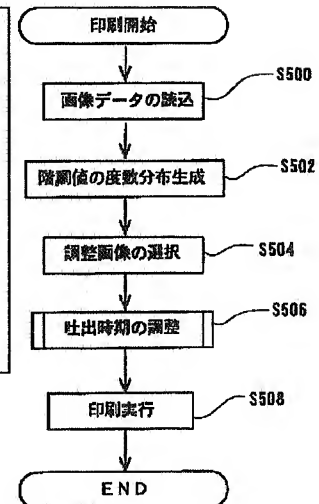 印刷開始
画像データの読込
S500
階調値の度数分布生成
S502
調整画像の選択
S504
吐出時期の調整
S506
印刷実行
S508
END